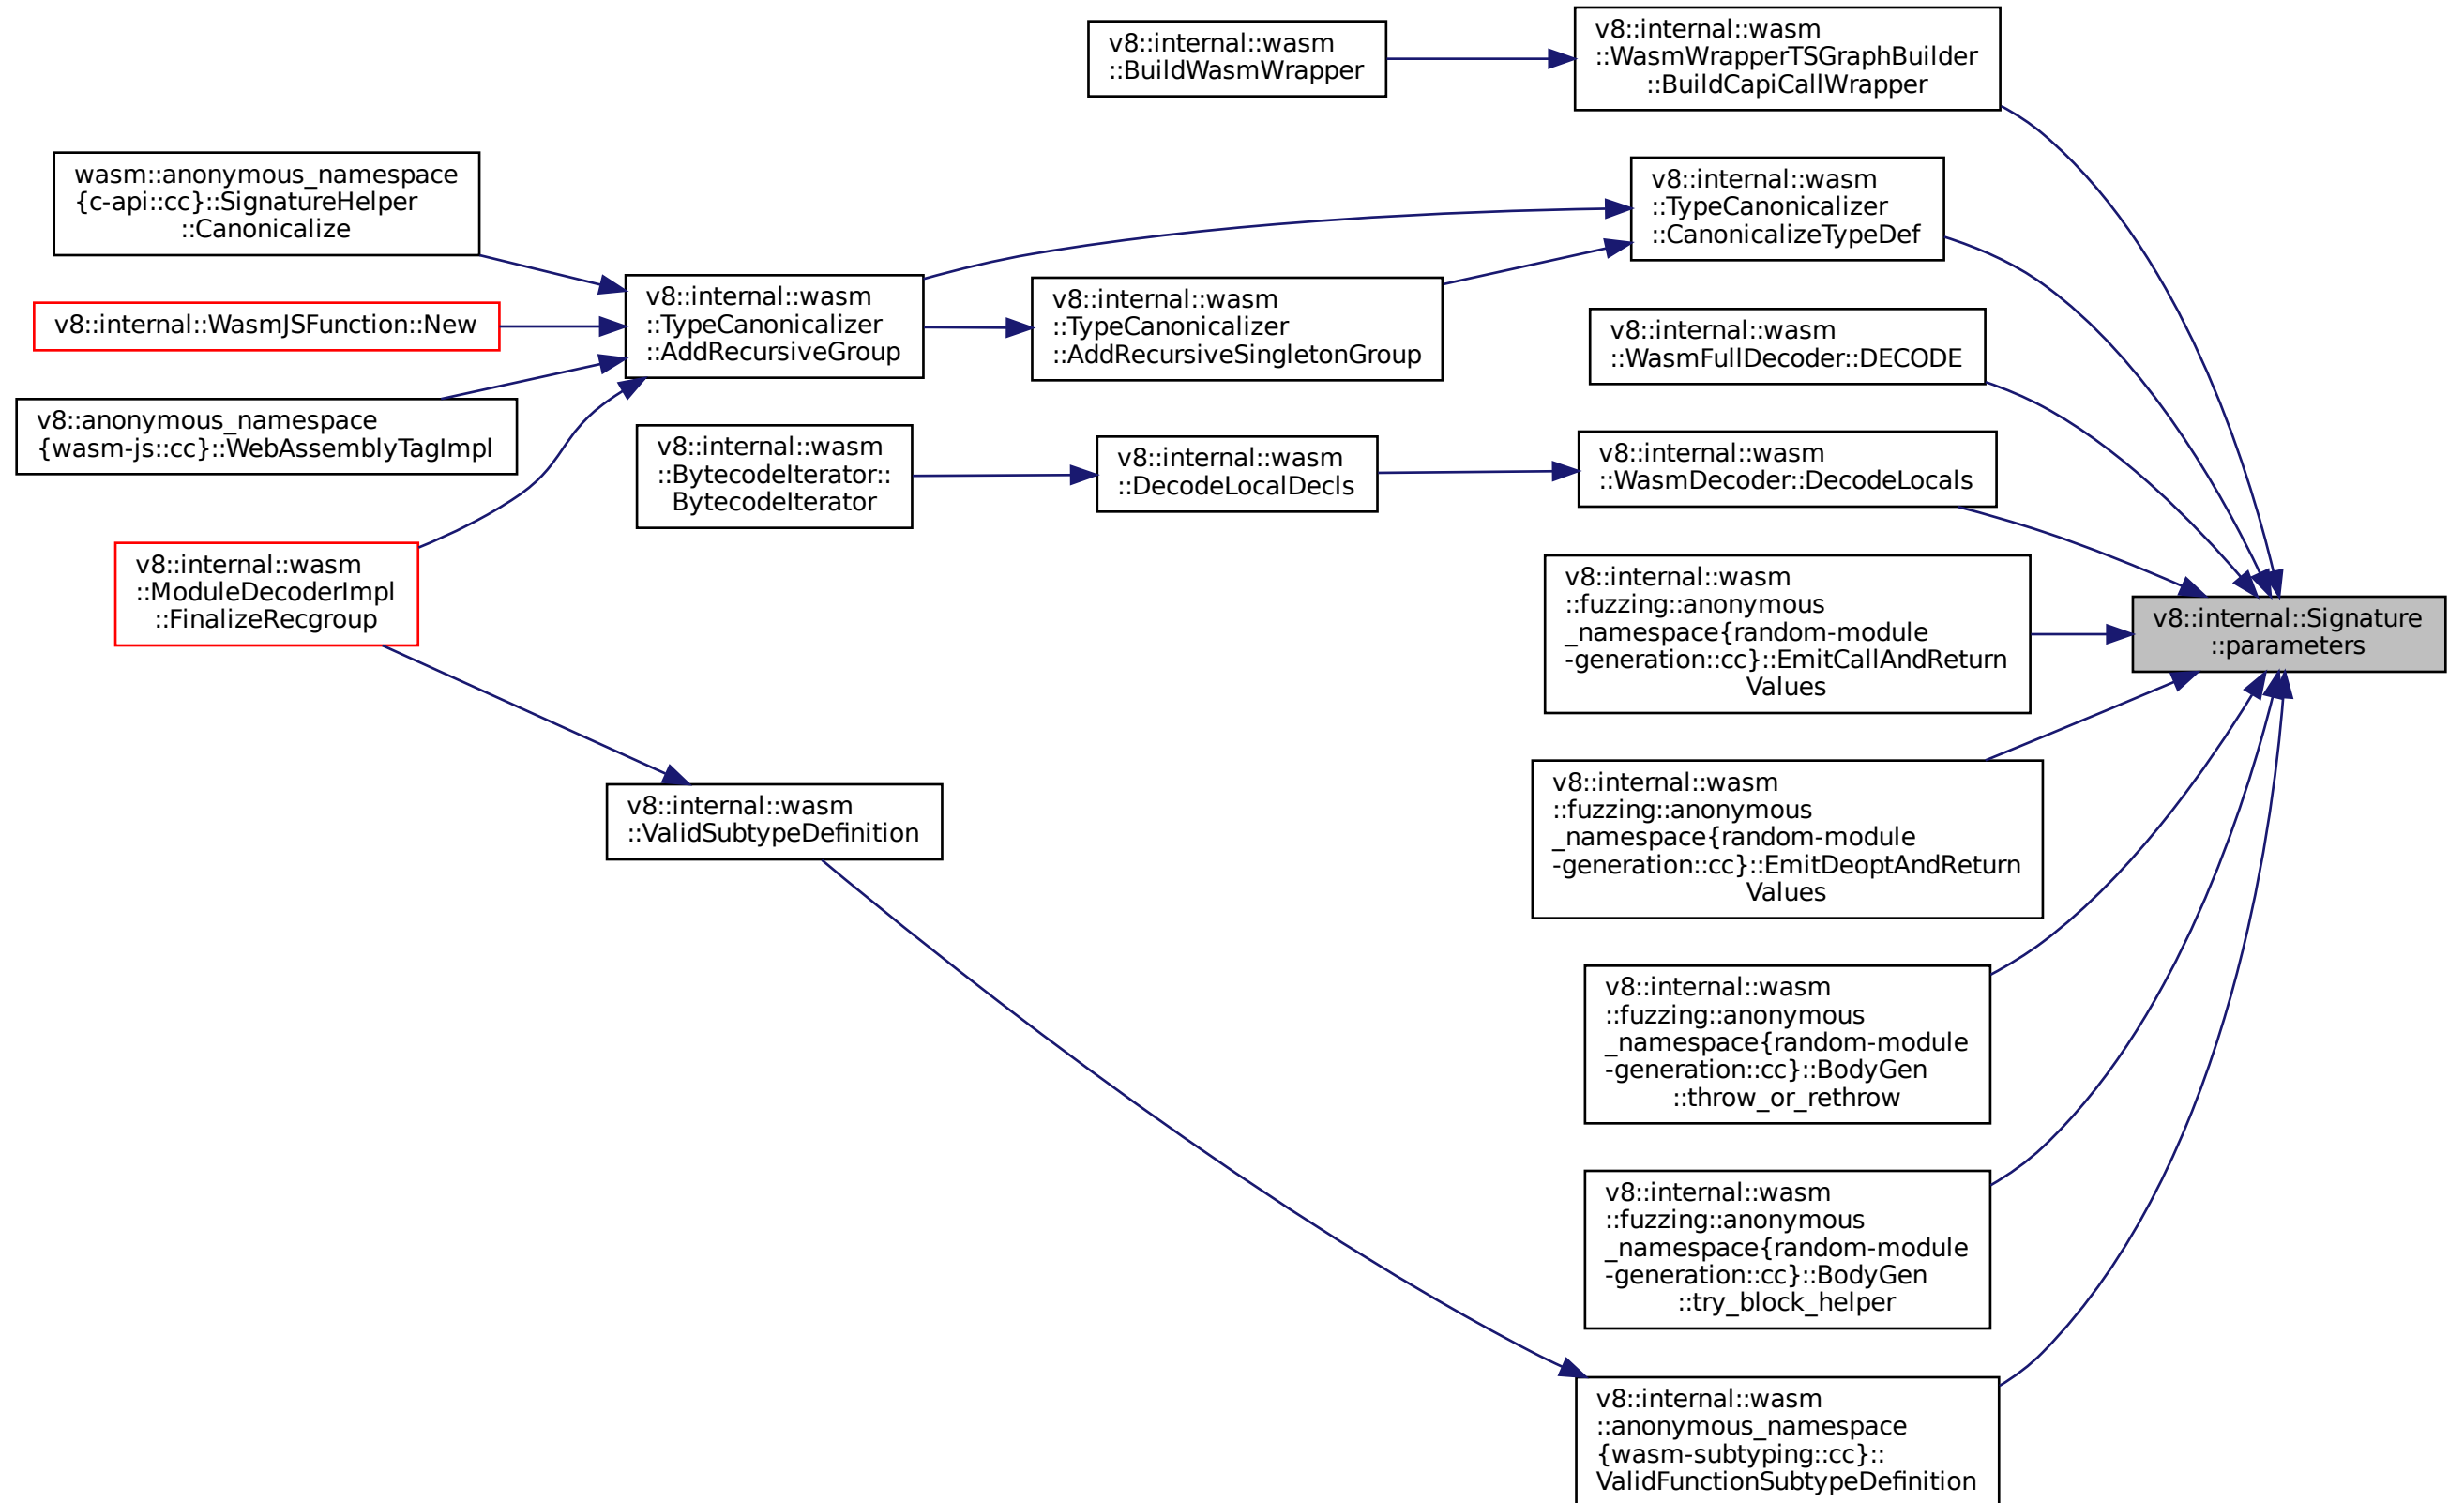 v8::internal::wasm
::BuildWasmWrapper
v8::internal::wasm
::WasmWrapperTSGraphBuilder
::BuildCapiCallWrapper
wasm::anonymous_namespace
{c-api::cc}::SignatureHelper
::Canonicalize
v8::internal::wasm
::TypeCanonicalizer
::CanonicalizeTypeDef
v8::internal::WasmJSFunction::New
v8::internal::wasm
::TypeCanonicalizer
::AddRecursiveGroup
v8::internal::wasm
::TypeCanonicalizer
::AddRecursiveSingletonGroup
v8::internal::wasm
::WasmFullDecoder::DECODE
v8::anonymous_namespace
{wasm-js::cc}::WebAssemblyTagImpl
v8::internal::wasm
::BytecodeIterator::
BytecodeIterator
v8::internal::wasm
::DecodeLocalDecls
v8::internal::wasm
::WasmDecoder::DecodeLocals
v8::internal::wasm
::ModuleDecoderImpl
::FinalizeRecgroup
v8::internal::wasm
::fuzzing::anonymous
_namespace{random-module
-generation::cc}::EmitCallAndReturn
Values
v8::internal::Signature
::parameters
v8::internal::wasm
::ValidSubtypeDefinition
v8::internal::wasm
::fuzzing::anonymous
_namespace{random-module
-generation::cc}::EmitDeoptAndReturn
Values
v8::internal::wasm
::fuzzing::anonymous
_namespace{random-module
-generation::cc}::BodyGen
::throw_or_rethrow
v8::internal::wasm
::fuzzing::anonymous
_namespace{random-module
-generation::cc}::BodyGen
::try_block_helper
v8::internal::wasm
::anonymous_namespace
{wasm-subtyping::cc}::
ValidFunctionSubtypeDefinition